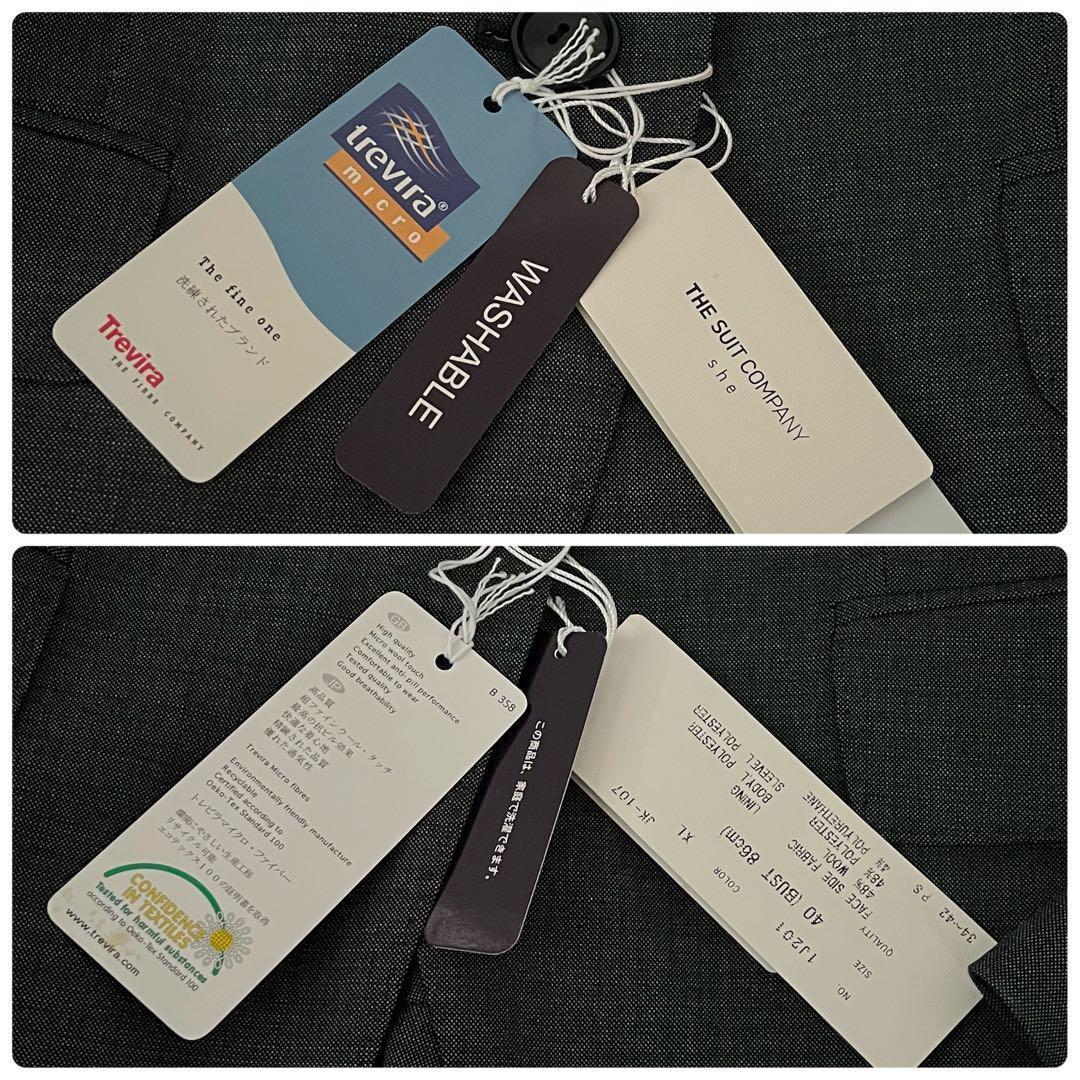 trevira®
micro
The fine one
洗練されたブランド
Trevira
THE FIBRE COMPANY
WASHABLE
THE SUIT COMPANY
she
GB
High quality
Micro wool touch
Excellent anti-pill performance
Comfortable to wear
Tested quality
Good breathability
B 358
JP
高品質
細ファインウール・タッチ
最高の抗ピル効果
快適な着心地
精錬された品質
優れた通気性
Trevira Micro fibres
Environmentally friendly manufacture
Recyclable
Certified according to
Oeko-Tex Standard 100
トレビラマイクロ・ファイバー
環境にやさしい生産工程
リサイクル可能
エコテックス100の証明書を取得
CONFIDENCE
IN TEXTILES
Tested for harmful substances
according to Oeko-Tex Standard 100
www.trevira.com
この商品は、家庭で洗濯できます。
NO.
1J201
SIZE
40 (BUST 86cm)
COLOR
XL
JK-107
QUALITY
FACE SIDE FABRIC
48% WOOL
48% POLYESTER
4% POLYURETHANE
LINING
BODY.L POLYESTER
SLEEVE.L POLYESTER
34~42 PS